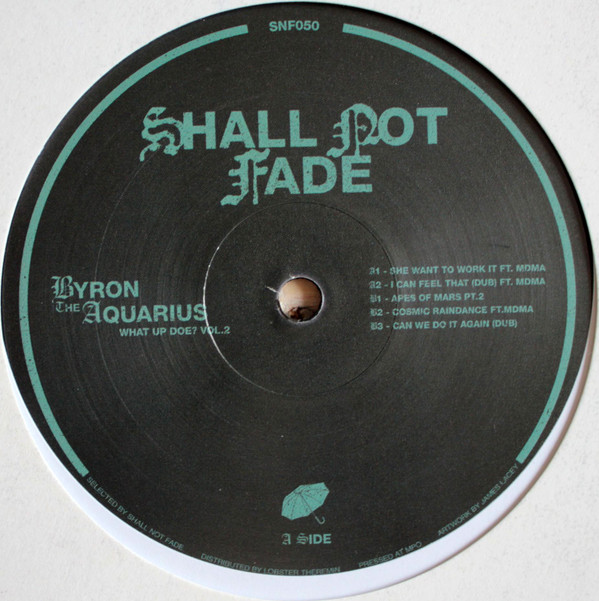 SNF050
SHALL NOT
FADE
BYRON
THE AQUARIUS
WHAT UP DOE? VOL.2
A1 - SHE WANT TO WORK IT FT. MDMA
A2 - I CAN FEEL THAT (DUB) FT. MDMA
B1 - APES OF MARS PT.2
B2 - COSMIC RAINDANCE FT.MDMA
B3 - CAN WE DO IT AGAIN (DUB)
A SIDE
SELECTED BY SHALL NOT FADE
DISTRIBUTED BY LOBSTER THEREMIN
PRESSED AT MPO
ARTWORK BY JAMES LACEY